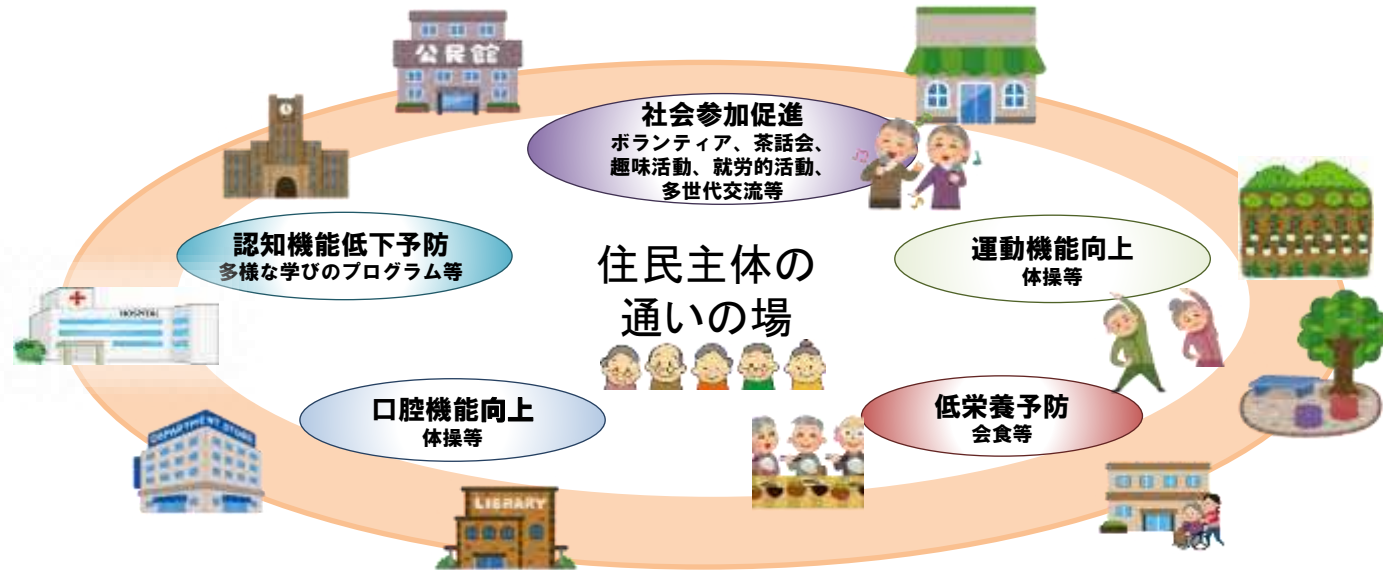 公民館
社会参加促進
ボランティア、茶話会、
趣味活動、就労的活動、
多世代交流等
認知機能低下予防
多様な学びのプログラム等
住民主体の
通いの場
運動機能向上
体操等
HOSPITAL
口腔機能向上
体操等
低栄養予防
会食等
DEPARTMENT STORE
LIBRARY